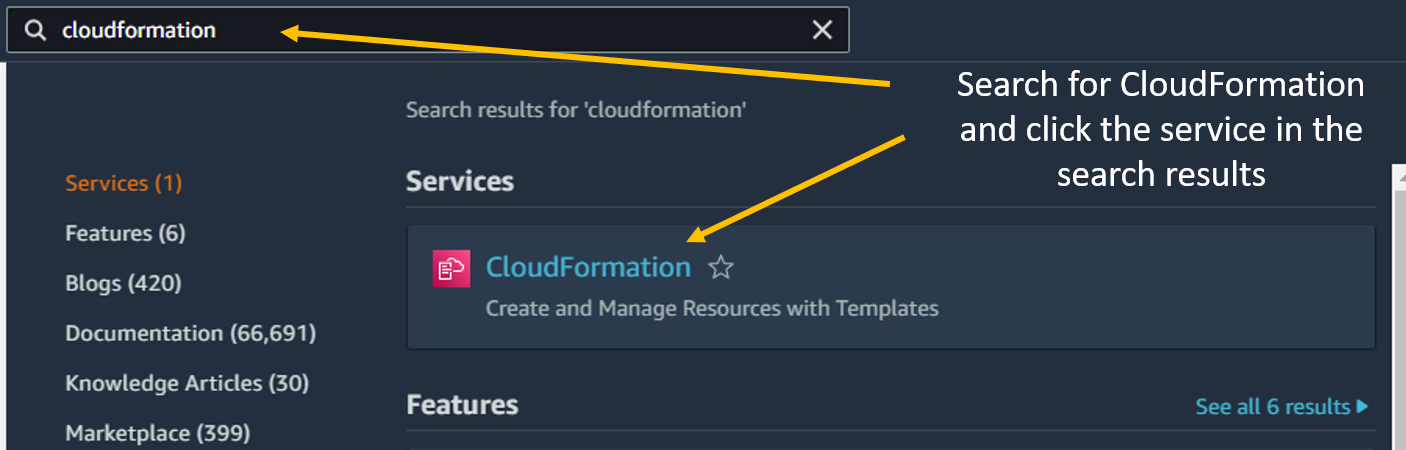 cloudformation
Search for CloudFormation
and click the service in the
search results
Search results for 'cloudformation'
Services (1)
Features (6)
Blogs (420)
Documentation (66,691)
Knowledge Articles (30)
Marketplace (399)
Services
CloudFormation
Create and Manage Resources with Templates
Features
See all 6 results